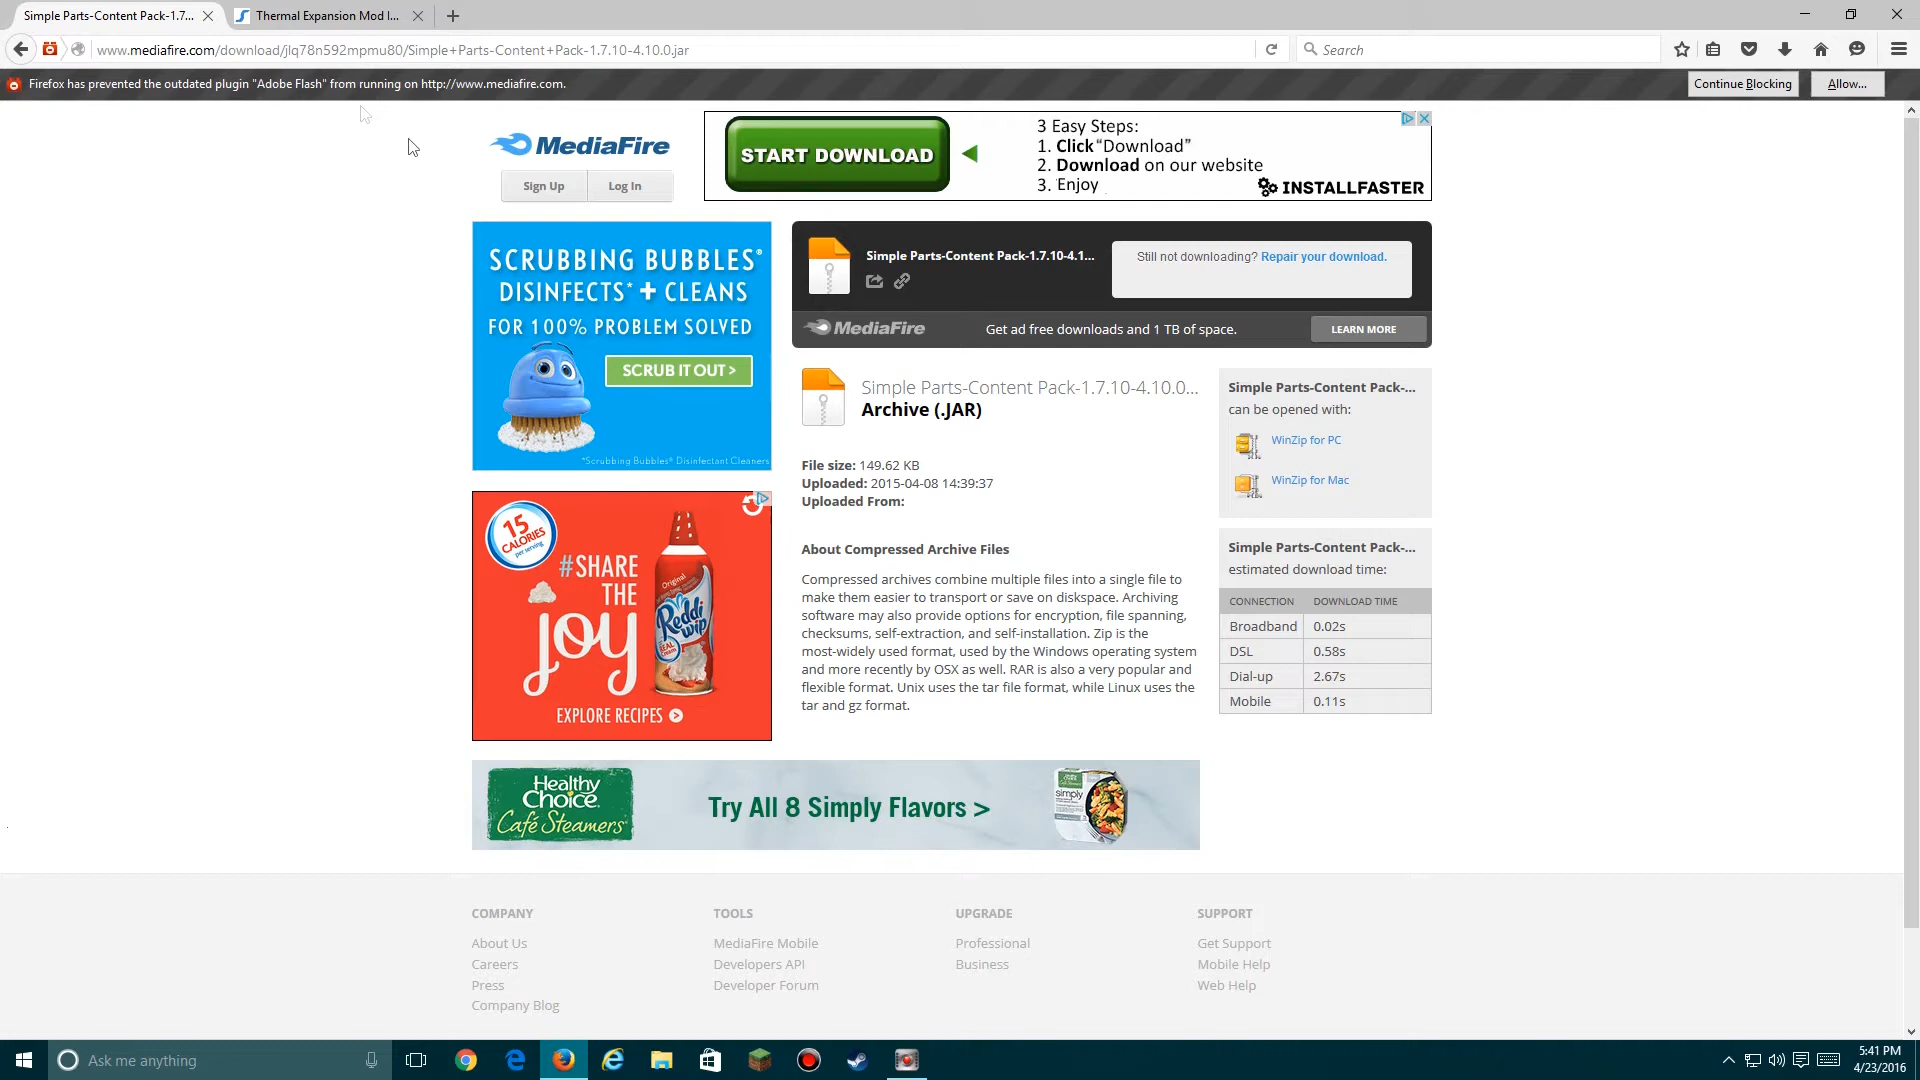 Simple Parts-Content Pack-1.7...
Thermal Expansion Mod I...
www.mediafire.com/download/jlq78n592mpmu80/Simple+Parts-Content+Pack-1.7.10-4.10.0.jar
Search
Firefox has prevented the outdated plugin "Adobe Flash" from running on http://www.mediafire.com.
Continue Blocking
Allow...
MediaFire
Sign Up
Log In
START DOWNLOAD
3 Easy Steps:
1. Click "Download"
2. Download on our website
3. Enjoy
INSTALLFASTER
SCRUBBING BUBBLES®
DISINFECTS* + CLEANS
FOR 100% PROBLEM SOLVED
SCRUB IT OUT >
*Scrubbing Bubbles® Disinfectant Cleaners
Simple Parts-Content Pack-1.7.10-4.1...
Still not downloading? Repair your download.
MediaFire
Get ad free downloads and 1 TB of space.
LEARN MORE
Simple Parts-Content Pack-1.7.10-4.10.0...
Archive (.JAR)
File size: 149.62 KB
Uploaded: 2015-04-08 14:39:37
Uploaded From:
About Compressed Archive Files
Compressed archives combine multiple files into a single file to
make them easier to transport or save on diskspace. Archiving
software may also provide options for encryption, file spanning,
checksums, self-extraction, and self-installation. Zip is the
most-widely used format, used by the Windows operating system
and more recently by OSX as well. RAR is also a very popular and
flexible format. Unix uses the tar file format, while Linux uses the
tar and gz format.
Simple Parts-Content Pack-...
can be opened with:
WinZip for PC
WinZip for Mac
Simple Parts-Content Pack-...
estimated download time:
CONNECTION DOWNLOAD TIME
Broadband 0.02s
DSL 0.58s
Dial-up 2.67s
Mobile 0.11s
15
CALORIES
per serving
#SHARE
THE
joy
EXPLORE RECIPES
Original
Reddi
wip
REAL
Cream
Healthy
Choice
Café Steamers
Try All 8 Simply Flavors >
simply
COMPANY
About Us
Careers
Press
Company Blog
TOOLS
MediaFire Mobile
Developers API
Developer Forum
UPGRADE
Professional
Business
SUPPORT
Get Support
Mobile Help
Web Help
Ask me anything
5:41 PM
4/23/2016